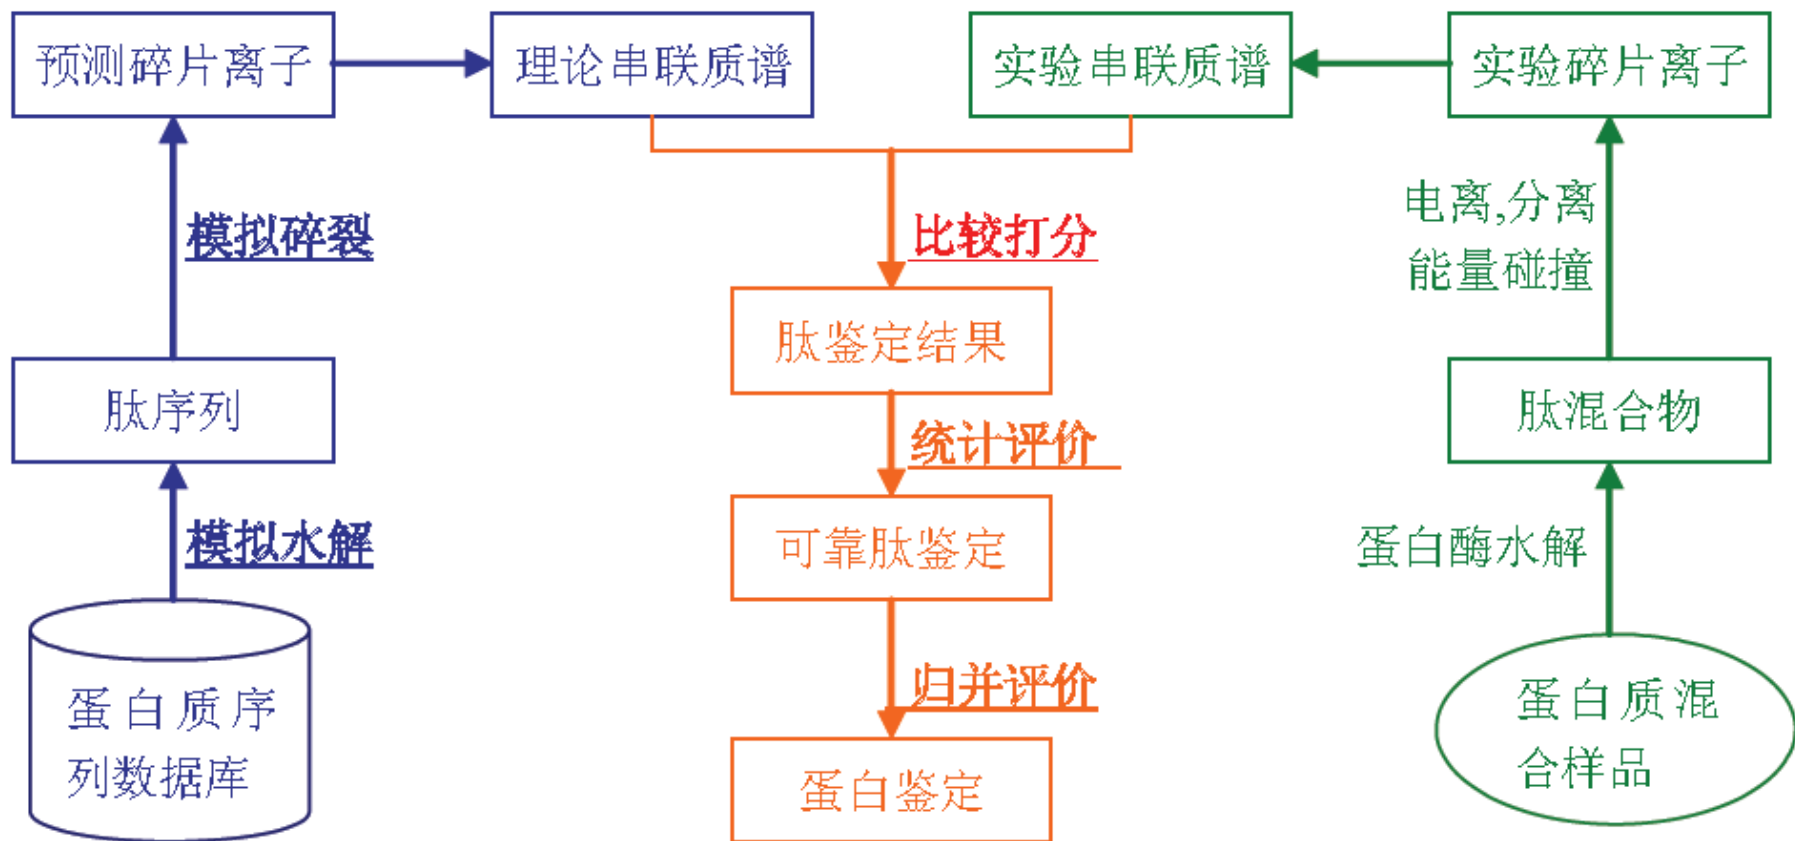 预测碎片离子
理论串联质谱
实验串联质谱
实验碎片离子
模拟碎裂
比较打分
电离,分离
能量碰撞
肽鉴定结果
肽序列
肽混合物
统计评价
模拟水解
可靠肽鉴定
蛋白酶水解
归并评价
蛋白质序
列数据库
蛋白质混
合样品
蛋白鉴定